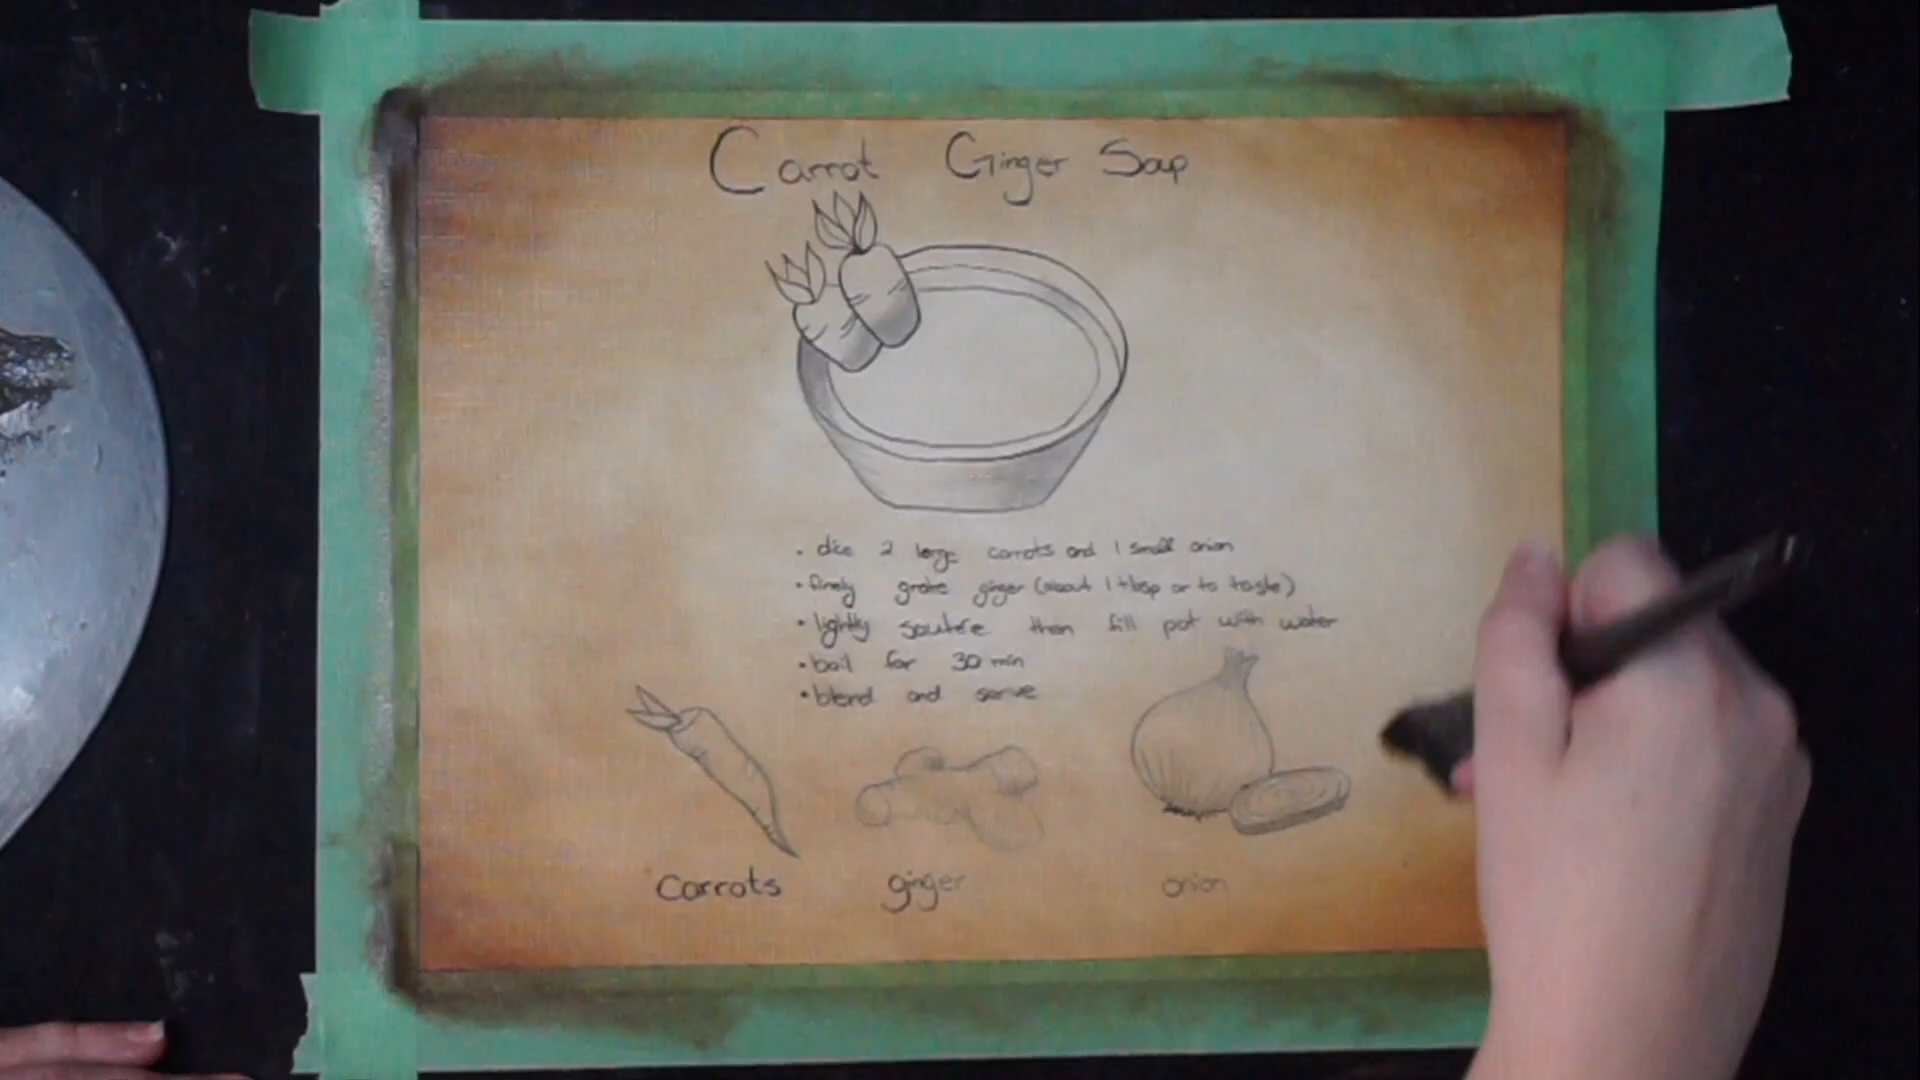 Carrot Ginger Soup
• dice 2 large carrots and 1 small onion
• finely grate ginger (about 1 tbsp or to taste)
• lightly sautée then fill pot with water
• boil for 30 min
• blend and serve
carrots ginger onion